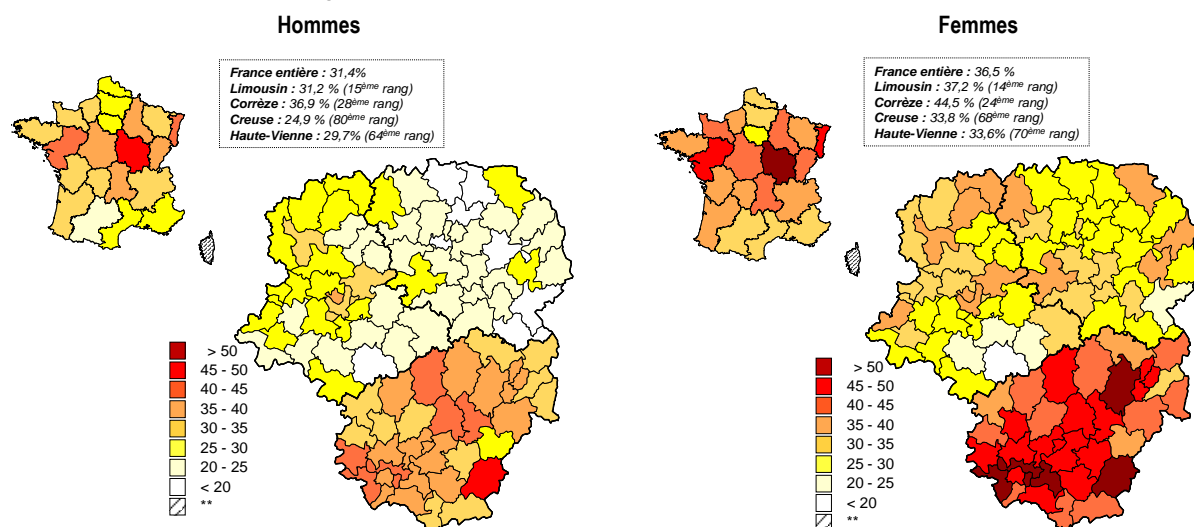 Hommes
France entière : 31,4%
Limousin : 31,2 % (15ème rang)
Corrèze : 36,9 % (28ème rang)
Creuse : 24,9 % (80ème rang)
Haute-Vienne : 29,7% (64ème rang)
> 50
45 - 50
40 - 45
35 - 40
30 - 35
25 - 30
20 - 25
< 20
**
Femmes
France entière : 36,5 %
Limousin : 37,2 % (14ème rang)
Corrèze : 44,5 % (24ème rang)
Creuse : 33,8 % (68ème rang)
Haute-Vienne : 33,6% (70ème rang)
> 50
45 - 50
40 - 45
35 - 40
30 - 35
25 - 30
20 - 25
< 20
**